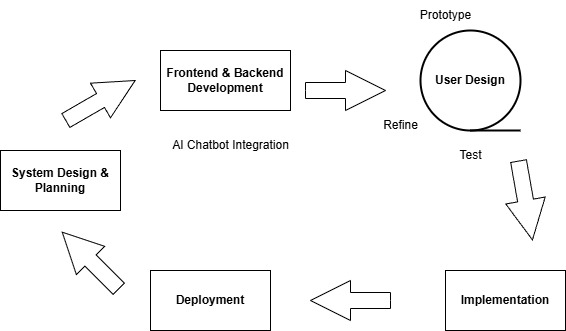 Prototype
Frontend & Backend
Development
User Design
Refine
AI Chatbot Integration
Test
System Design &
Planning
Deployment
Implementation